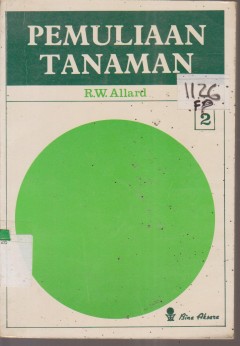 PEMULIAAN
TANAMAN
R.W. Allard
1126
FP
2
Bina Aksara